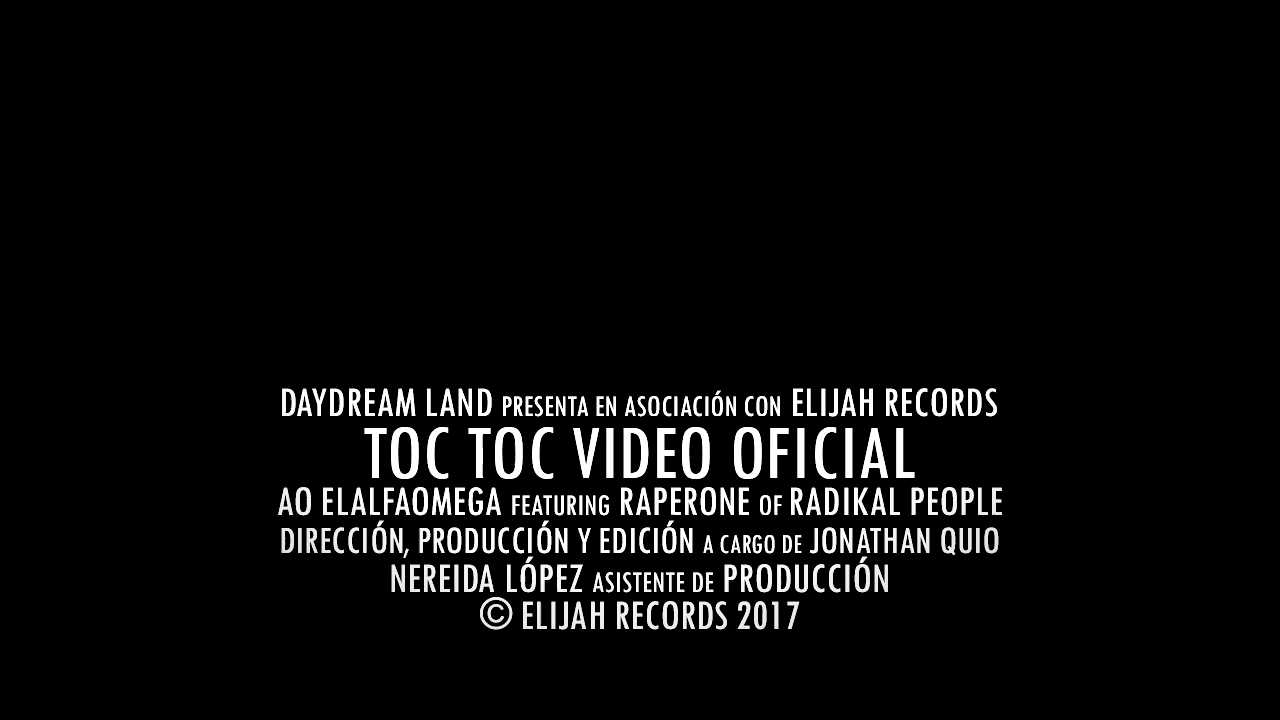 DAYDREAM LAND PRESENTA EN ASOCIACIÓN CON ELIJAH RECORDS
TOC TOC VIDEO OFICIAL
AO ELALFAOMEGA FEATURING RAPERONE OF RADIKAL PEOPLE
DIRECCIÓN, PRODUCCIÓN Y EDICIÓN A CARGO DE JONATHAN QUIO
NEREIDA LÓPEZ ASISTENTE DE PRODUCCIÓN
© ELIJAH RECORDS 2017